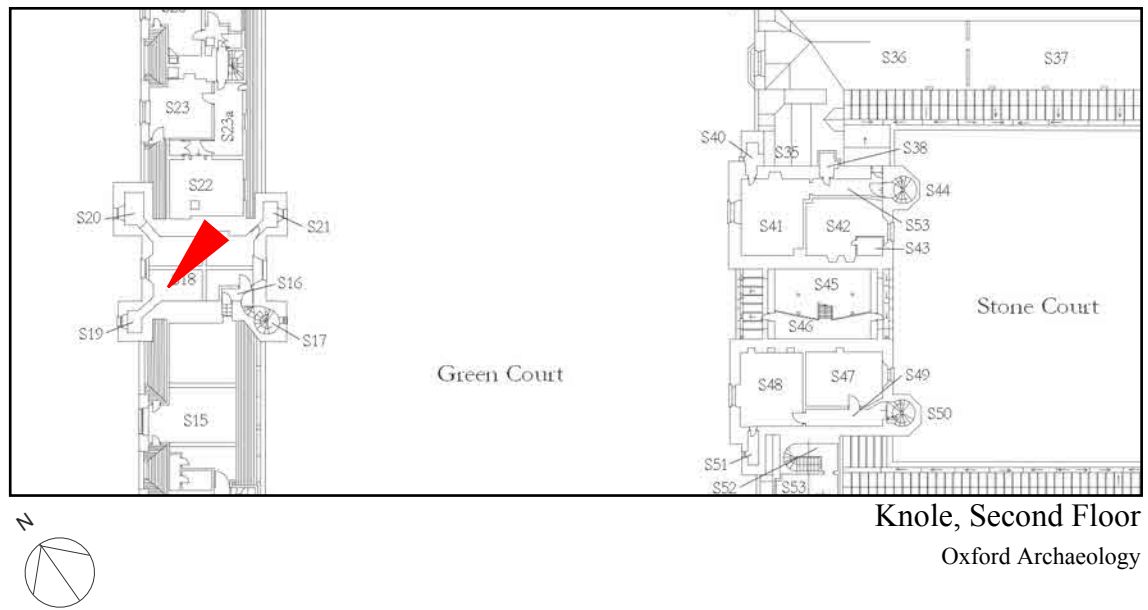 S36
S37
S23
S23a
S40
S35
S38
S22
S44
S20
S21
S41
S42
S53
S43
S18
S16
S45
Stone Court
S19
S17
S46
Green Court
S48
S47
S49
S15
S50
S51
S52
S53
N
Knole, Second Floor
Oxford Archaeology